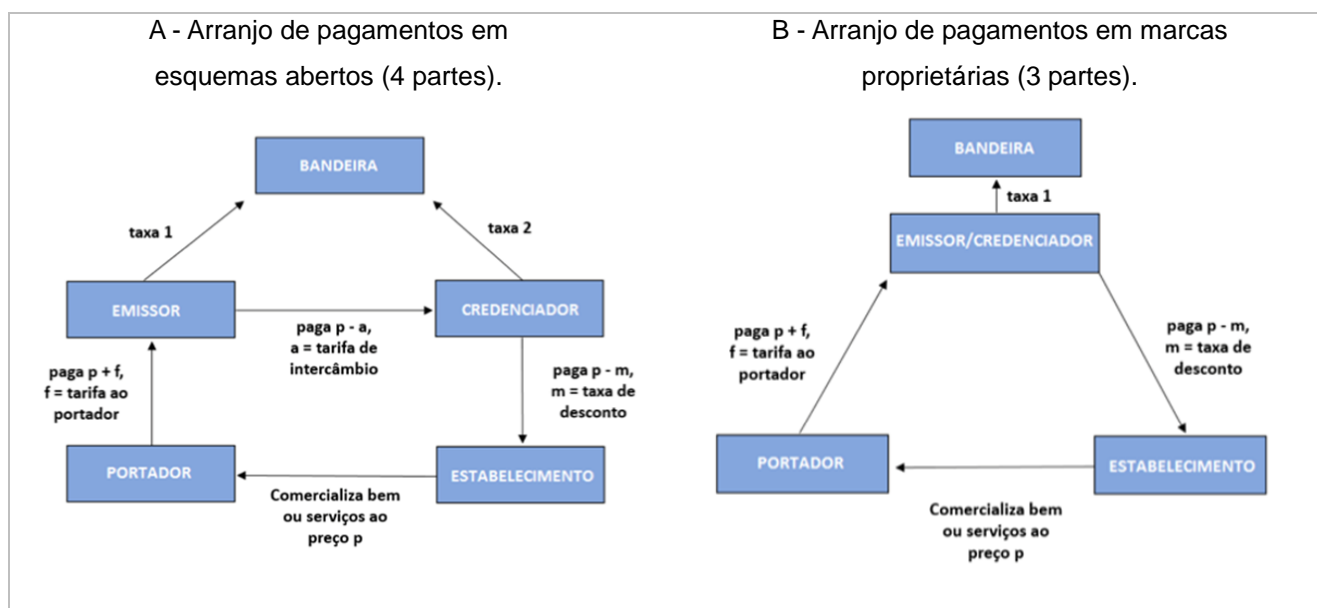 A - Arranjo de pagamentos em
esquemas abertos (4 partes).
BANDEIRA
taxa 1
taxa 2
EMISSOR
CREDENCIADOR
paga p - a,
a = tarifa de
intercâmbio
paga p + f,
f = tarifa ao
portador
paga p - m,
m = taxa de
desconto
PORTADOR
ESTABELECIMENTO
Comercializa bem
ou serviços ao
preço p
B - Arranjo de pagamentos em marcas
proprietárias (3 partes).
BANDEIRA
taxa 1
EMISSOR/CREDENCIADOR
paga p + f,
f = tarifa ao
portador
paga p - m,
m = taxa de
desconto
PORTADOR
ESTABELECIMENTO
Comercializa bem
ou serviços ao
preço p